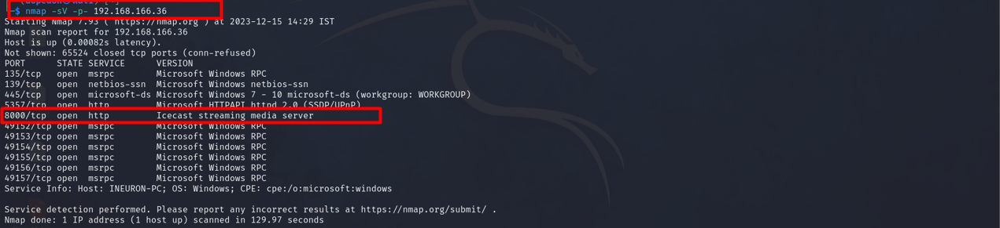 $ nmap -sV -p- 192.168.166.36
Starting Nmap 7.93 ( https://nmap.org ) at 2023-12-15 14:29 IST
Nmap scan report for 192.168.166.36
Host is up (0.00082s latency).
Not shown: 65524 closed tcp ports (conn-refused)
PORT STATE SERVICE VERSION
135/tcp open msrpc Microsoft Windows RPC
139/tcp open netbios-ssn Microsoft Windows netbios-ssn
445/tcp open microsoft-ds Microsoft Windows 7 - 10 microsoft-ds (workgroup: WORKGROUP)
5357/tcp open http Microsoft HTTPAPI httpd 2.0 (SSDP/UPnP)
8000/tcp open http Icecast streaming media server
49152/tcp open msrpc Microsoft Windows RPC
49153/tcp open msrpc Microsoft Windows RPC
49154/tcp open msrpc Microsoft Windows RPC
49155/tcp open msrpc Microsoft Windows RPC
49156/tcp open msrpc Microsoft Windows RPC
49157/tcp open msrpc Microsoft Windows RPC
Service Info: Host: INEURON-PC; OS: Windows; CPE: cpe:/o:microsoft:windows
Service detection performed. Please report any incorrect results at https://nmap.org/submit/ .
Nmap done: 1 IP address (1 host up) scanned in 129.97 seconds